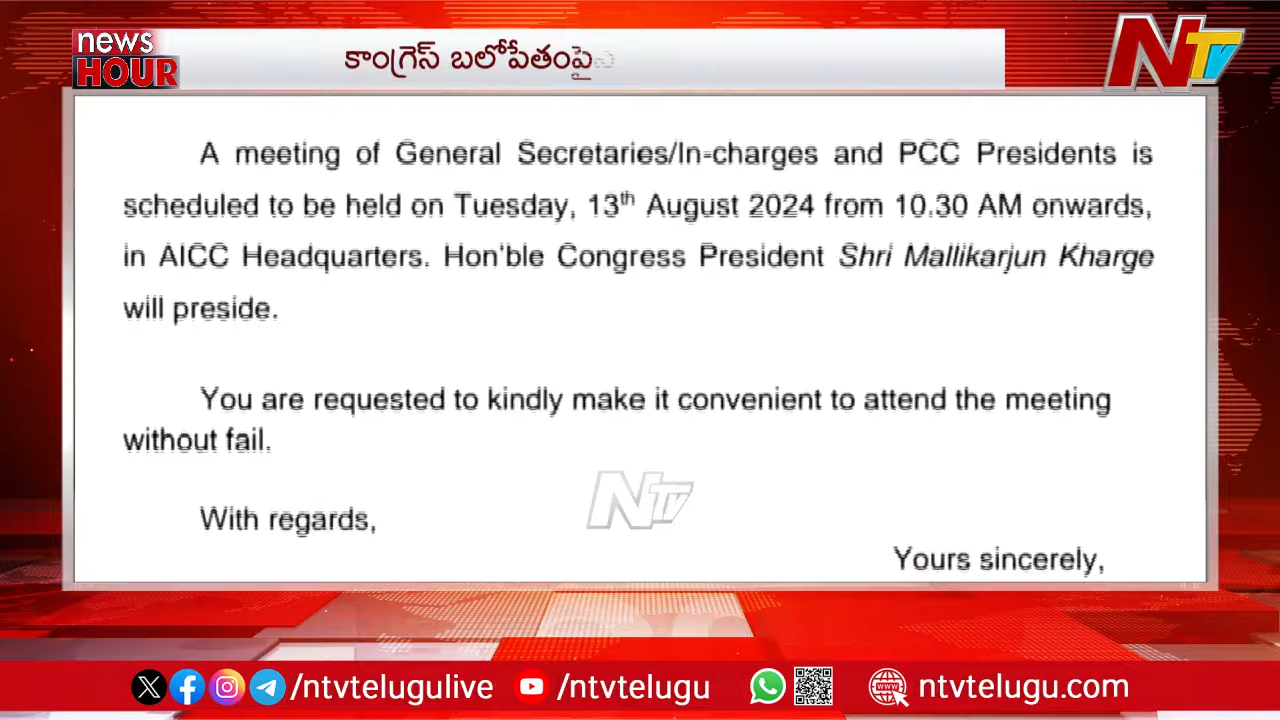 news
HOUR
కాంగ్రెస్ బలోపేతంపై
NTV
A meeting of General Secretaries/In-charges and PCC Presidents is
scheduled to be held on Tuesday, 13th August 2024 from 10.30 AM onwards,
in AICC Headquarters. Hon'ble Congress President Shri Mallikarjun Kharge
will preside.
You are requested to kindly make it convenient to attend the meeting
without fail.
With regards,
NTV
Yours sincerely,
/ntvtelugulive
/ntvtelugu
www
ntvtelugu.com